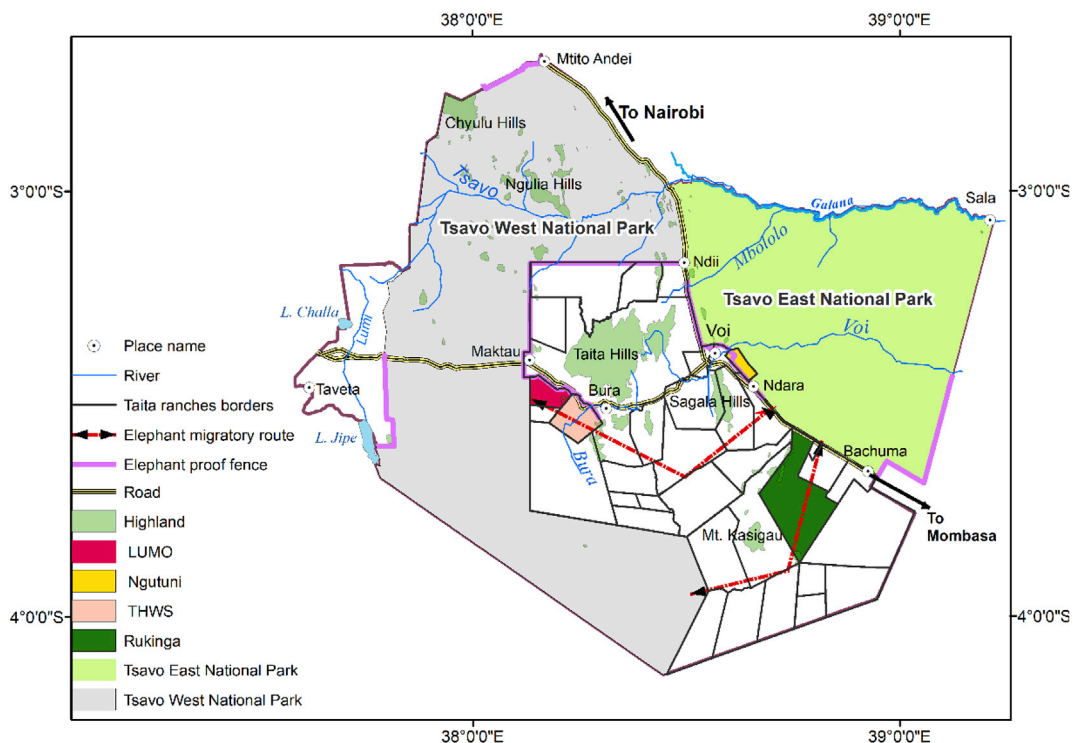 38°0'0"E
39°0'0"E
Mtito Andei
To Nairobi
Chyulu Hills
3°0'0"S
Tsavo
Ngulia Hills
3°0'0"S
Sala
Galana
Tsavo West National Park
Mbololo
Ndii
Tsavo East National Park
L. Challa
Lumi
Voi
Voi
Taita Hills
Maktau
Taveta
Bura
Ndara
Sagala Hills
L. Jipe
Bura
Bachuma
To
Mombasa
Mt. Kasigau
4°0'0"S
4°0'0"S
Place name
River
Taita ranches borders
Elephant migratory route
Elephant proof fence
Road
Highland
LUMO
Ngutuni
THWS
Rukinga
Tsavo East National Park
Tsavo West National Park
38°0'0"E
39°0'0"E